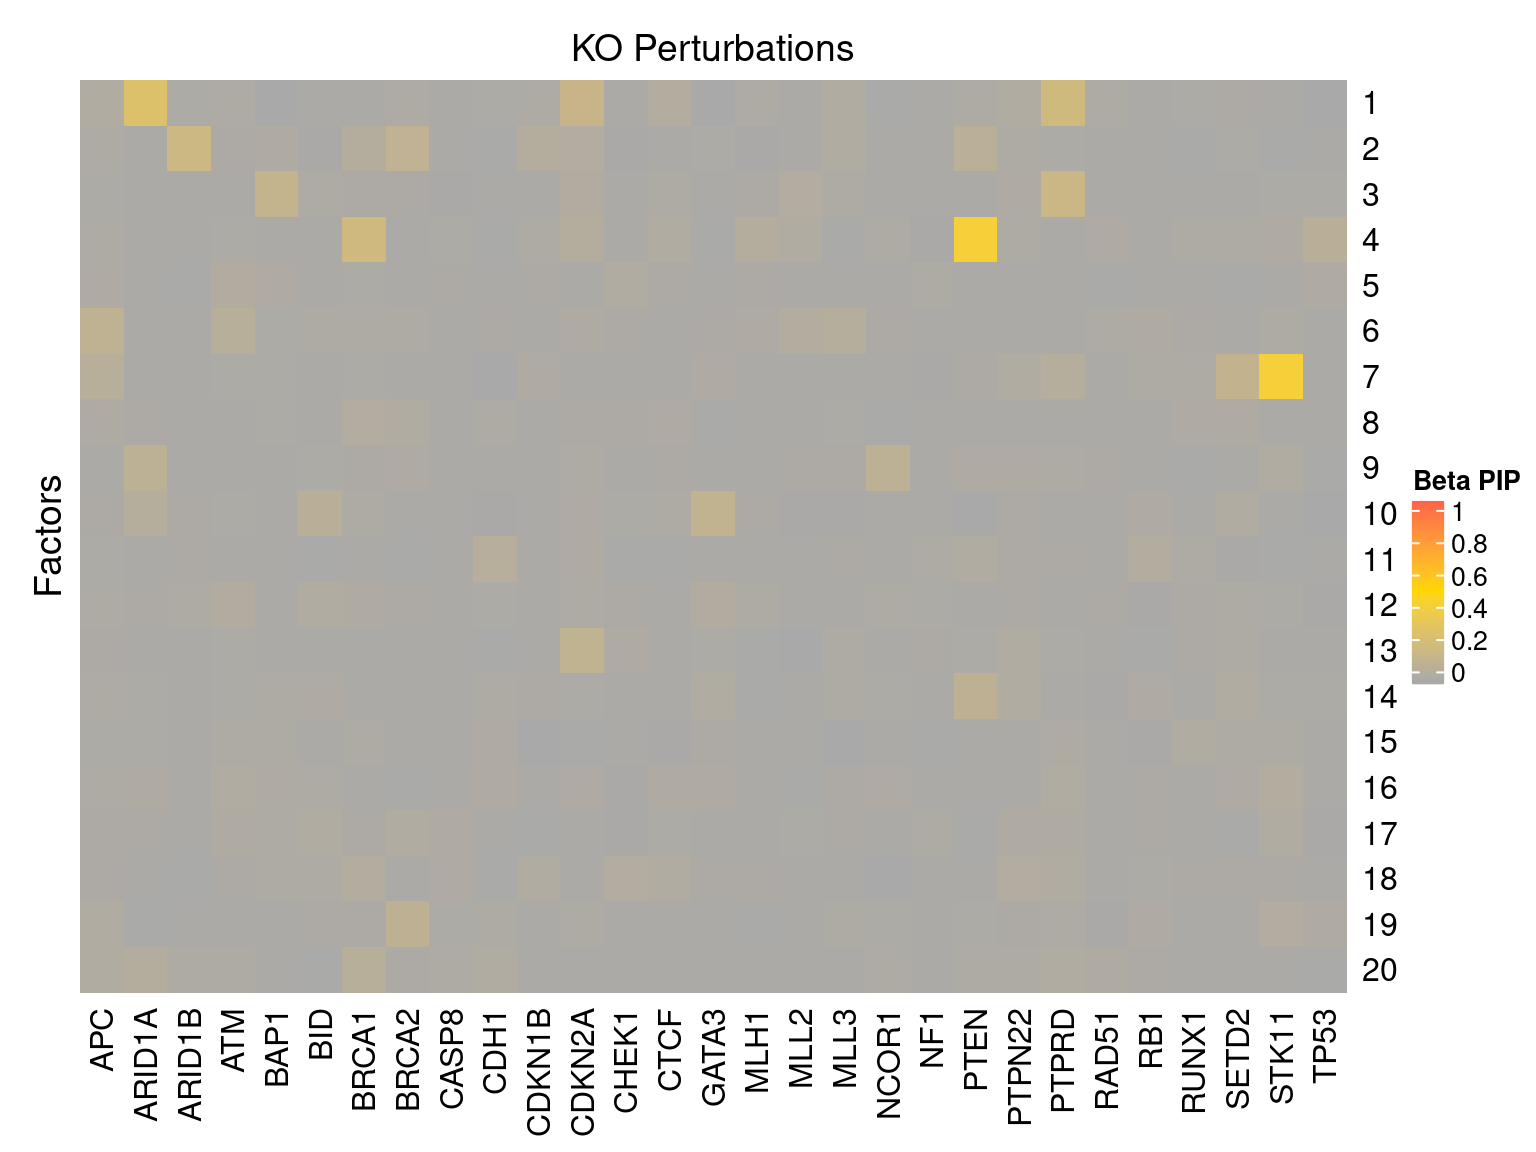 KO Perturbations
Factors
1
2
3
4
5
6
7
8
9
10
11
12
13
14
15
16
17
18
19
20
Beta PIP
1
0.8
0.6
0.4
0.2
0
APC
ARID1A
ARID1B
ATM
BAP1
BID
BRCA1
BRCA2
CASP8
CDH1
CDKN1B
CDKN2A
CHEK1
CTCF
GATA3
MLH1
MLL2
MLL3
NCOR1
NF1
PTEN
PTPN22
PTPRD
RAD51
RB1
RUNX1
SETD2
STK11
TP53